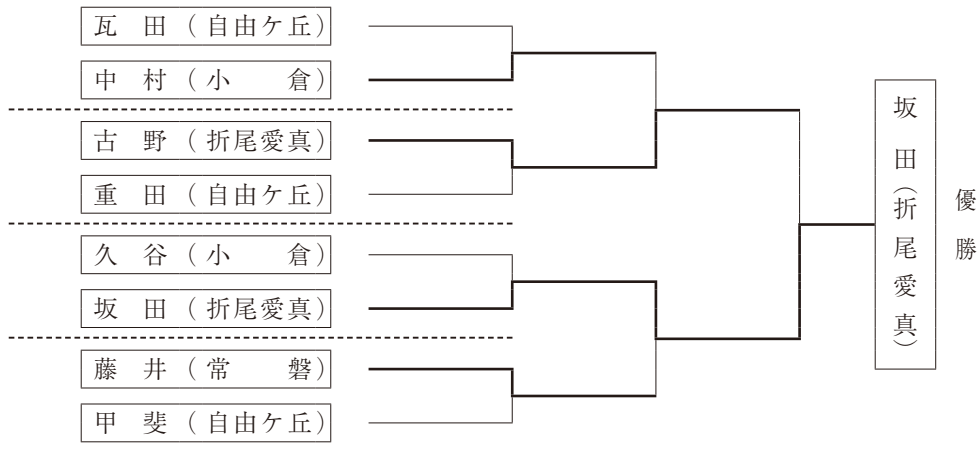 瓦　田（自由ケ丘）
中　村（小　　倉）
古　野（折尾愛真）
重　田（自由ケ丘）
久　谷（小　　倉）
坂　田（折尾愛真）
藤　井（常　　磐）
甲　斐（自由ケ丘）
坂　田（折尾愛真）
優勝